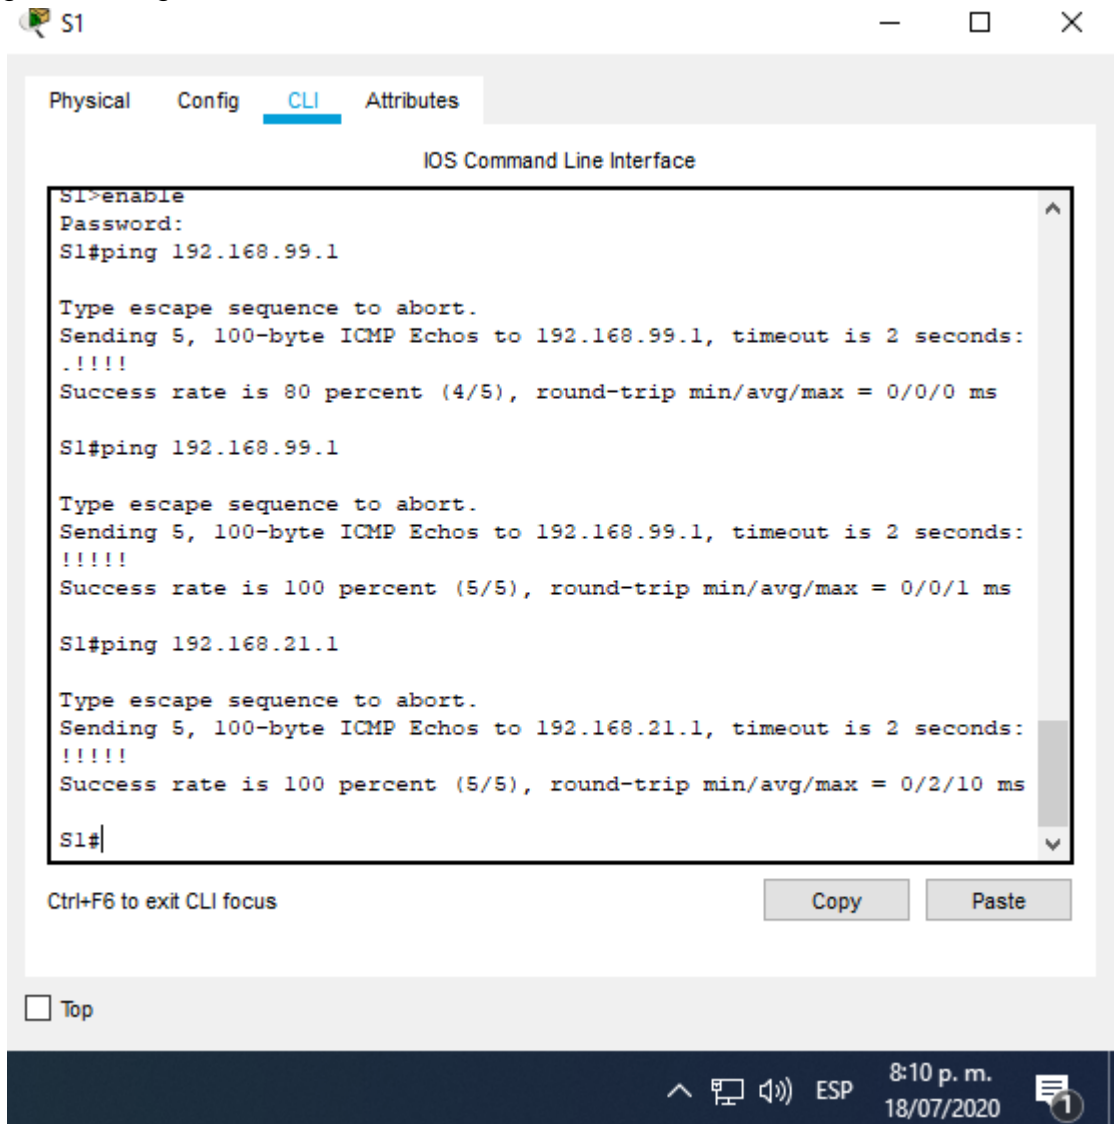 S1
Physical Config CLI Attributes
IOS Command Line Interface
S1>enable
Password:
S1#ping 192.168.99.1
Type escape sequence to abort.
Sending 5, 100-byte ICMP Echos to 192.168.99.1, timeout is 2 seconds:
.!!!!
Success rate is 80 percent (4/5), round-trip min/avg/max = 0/0/0 ms
S1#ping 192.168.99.1
Type escape sequence to abort.
Sending 5, 100-byte ICMP Echos to 192.168.99.1, timeout is 2 seconds:
!!!!!
Success rate is 100 percent (5/5), round-trip min/avg/max = 0/0/1 ms
S1#ping 192.168.21.1
Type escape sequence to abort.
Sending 5, 100-byte ICMP Echos to 192.168.21.1, timeout is 2 seconds:
!!!!!
Success rate is 100 percent (5/5), round-trip min/avg/max = 0/2/10 ms
S1#
Ctrl+F6 to exit CLI focus
Copy Paste
Top
ESP
8:10 p. m.
18/07/2020
1